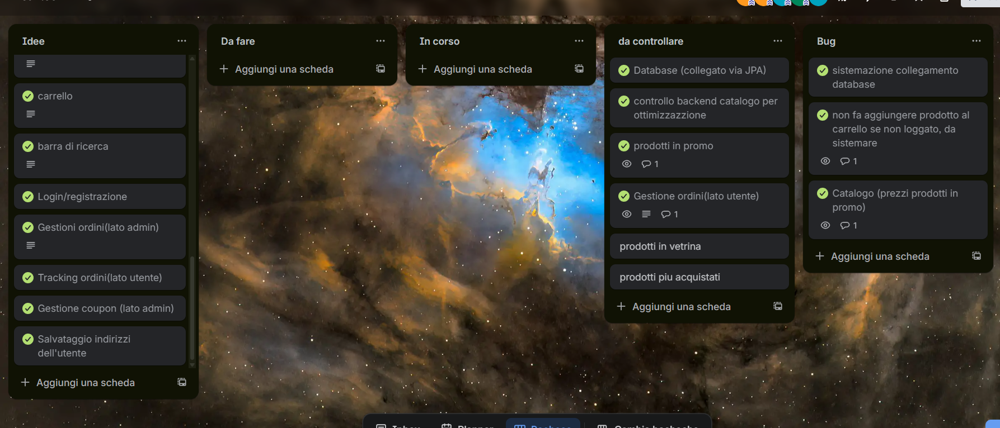 Idee
carrello
barra di ricerca
Login/registrazione
Gestioni ordini(lato admin)
Tracking ordini(lato utente)
Gestione coupon (lato admin)
Salvataggio indirizzi
dell'utente
Aggiungi una scheda
Da fare
Aggiungi una scheda
In corso
Aggiungi una scheda
da controllare
Database (collegato via JPA)
controllo backend catalogo per
ottimizzazzione
prodotti in promo
1
Gestione ordini(lato utente)
1
prodotti in vetrina
prodotti piu acquistati
Aggiungi una scheda
Bug
sistemazione collegamento
database
non fa aggiungere prodotto al
carrello se non loggato, da
sistemare
1
Catalogo (prezzi prodotti in
promo)
1
Aggiungi una scheda